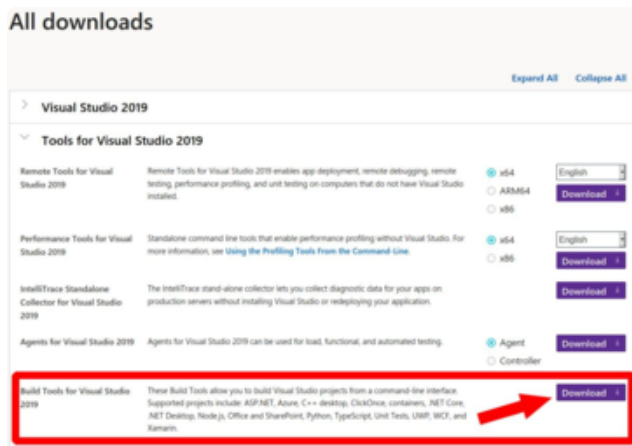 All downloads
Expand All Collapse All
Visual Studio 2019
Tools for Visual Studio 2019
Remote Tools for Visual
Studio 2019
Remote Tools for Visual Studio 2019 enables app deployment, remote debugging, remote
testing, performance profiling, and unit testing on computers that do not have Visual Studio
installed.
x64
ARM64
x86
English
Download
Performance Tools for Visual
Studio 2019
Standalone command line tools that enable performance profiling without Visual Studio. For
more information, see Using the Profiling Tools From the Command-Line.
x64
x86
English
Download
IntelliTrace Standalone
Collector for Visual Studio
2019
The IntelliTrace stand-alone collector lets you collect diagnostic data for your apps on
production servers without installing Visual Studio or redeploying your application.
Download
Agents for Visual Studio 2019
Agents for Visual Studio 2019 can be used for load, functional, and automated testing.
Agent
Controller
Download
Build Tools for Visual Studio
2019
These Build Tools allow you to build Visual Studio projects from a command-line interface.
Supported projects include: ASP.NET, Azure, C++ desktop, ClickOnce, containers, .NET Core,
.NET Desktop, Node.js, Office and SharePoint, Python, TypeScript, Unit Tests, UWP, WCF, and
Xamarin.
Download